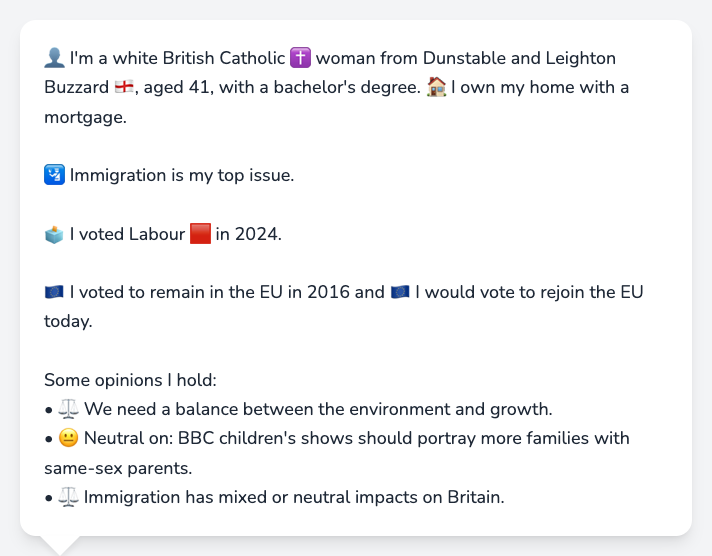 👤 I'm a white British Catholic ✝️ woman from Dunstable and Leighton
Buzzard 🏴󠁧󠁢󠁥󠁮󠁧󠁿, aged 41, with a bachelor's degree. 🏠 I own my home with a
mortgage.
🛂 Immigration is my top issue.
🗳️ I voted Labour 🟥 in 2024.
🇪🇺 I voted to remain in the EU in 2016 and 🇪🇺 I would vote to rejoin the EU
today.
Some opinions I hold:
• ⚖️ We need a balance between the environment and growth.
• 😐 Neutral on: BBC children's shows should portray more families with
same-sex parents.
• ⚖️ Immigration has mixed or neutral impacts on Britain.